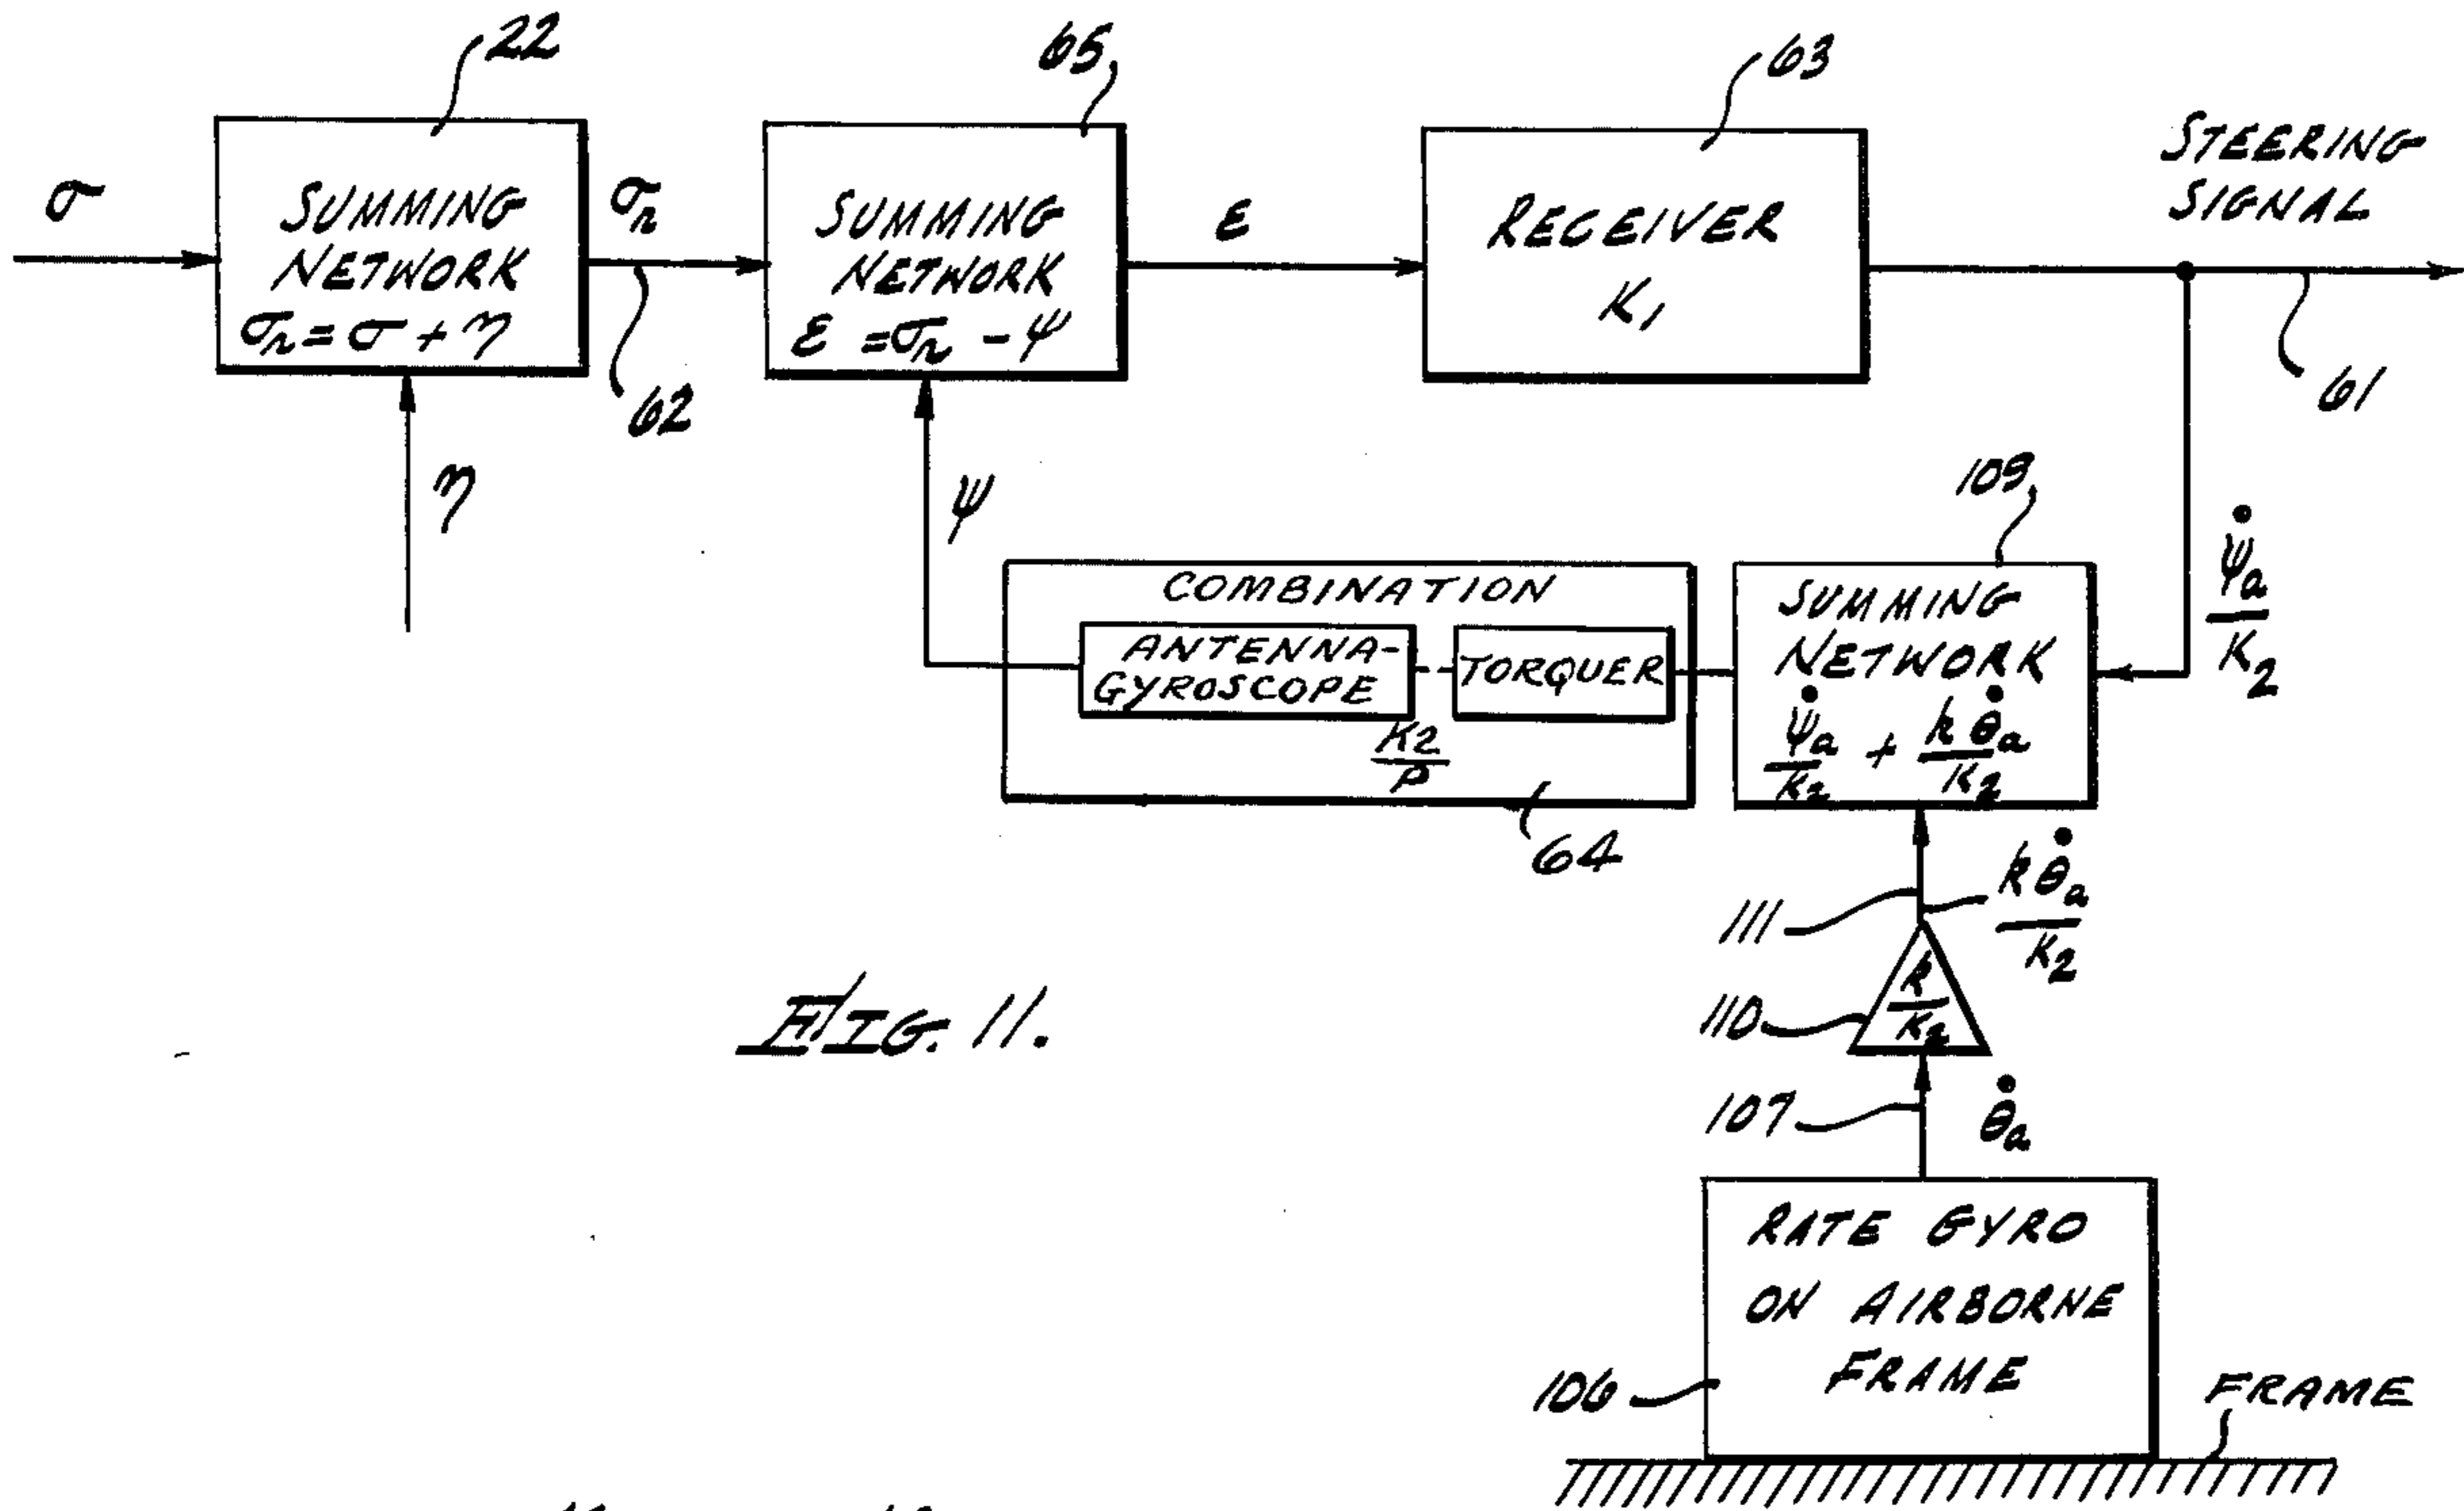 22
65
63
STEERING
SIGNAL
σ
SUMMING
NETWORK
σn = σ + η
σn
62
SUMMING
NETWORK
ε = σn - ψ
ε
RECEIVER
K1
61
η
ψ
109
ψ̇a
K2
COMBINATION
ANTENNA-
GYROSCOPE
TORQUER
K2
P
64
SUMMING
NETWORK
ψ̇a/K2 + kθ̇a/K2
111
kθ̇a
K2
110
k
K2
FIG. 11.
107
θ̇a
RATE GYRO
ON AIRBORNE
FRAME
106
FRAME